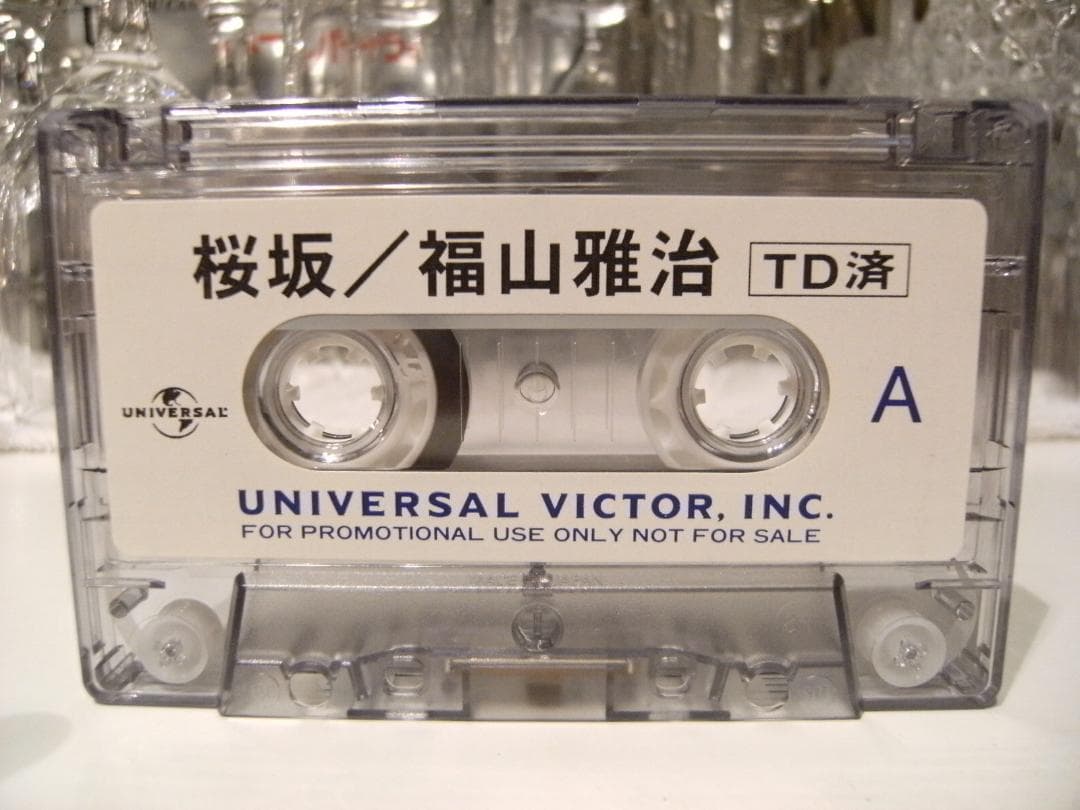 桜坂／福山雅治 TD済
UNIVERSAL
A
UNIVERSAL VICTOR, INC.
FOR PROMOTIONAL USE ONLY NOT FOR SALE